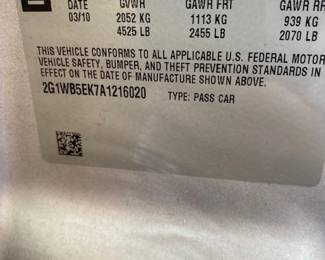 DATE GVWR GAWR FRT GAWR RR
03/10 2052 KG 1113 KG 939 KG
4525 LB 2455 LB 2070 LB
THIS VEHICLE CONFORMS TO ALL APPLICABLE U.S. FEDERAL MOTOR
VEHICLE SAFETY, BUMPER, AND THEFT PREVENTION STANDARDS IN
EFFECT ON THE DATE OF MANUFACTURE SHOWN ABOVE.
2G1WB5EK7A1216020 TYPE: PASS CAR